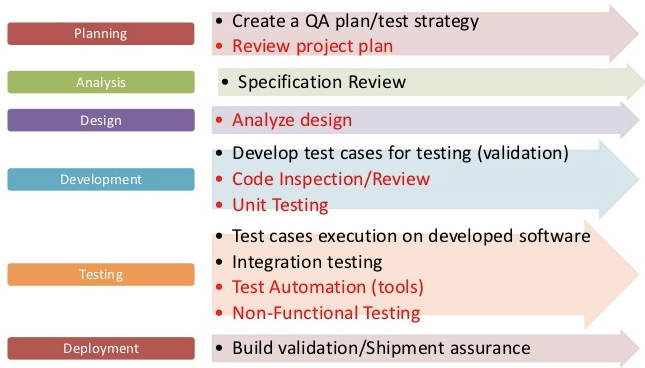 Planning
• Create a QA plan/test strategy
• Review project plan
Analysis
• Specification Review
Design
• Analyze design
Development
• Develop test cases for testing (validation)
• Code Inspection/Review
• Unit Testing
Testing
• Test cases execution on developed software
• Integration testing
• Test Automation (tools)
• Non-Functional Testing
Deployment
• Build validation/Shipment assurance